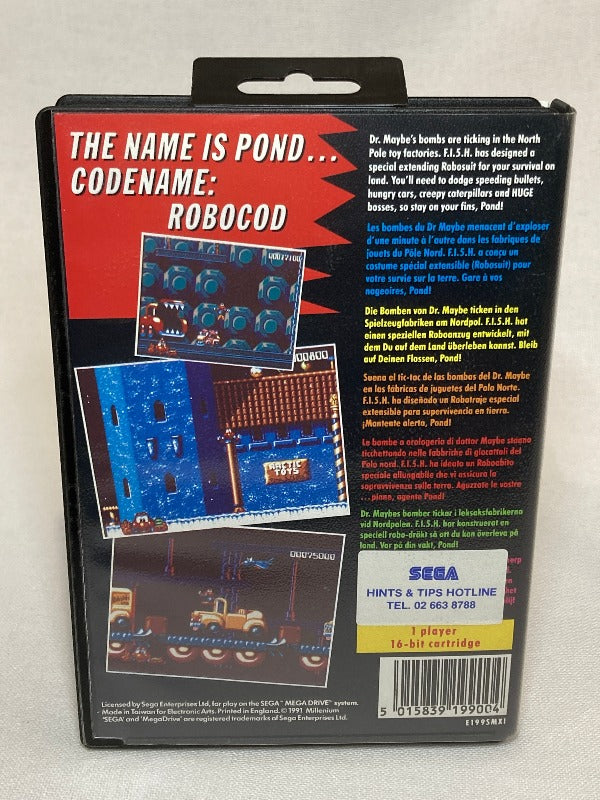 THE NAME IS POND . . .
CODENAME:
ROBOCOD
Dr. Maybe's bombs are ticking in the North
Pole toy factories. F.I.S.H. has designed a
special extending Robosuit for your survival on
land. You'll need to dodge speeding bullets,
hungry cars, creepy caterpillars and HUGE
bosses, so stay on your fins, Pond!
Les bombes du Dr Maybe menacent d'exploser
d'une minute à l'autre dans les fabriques de
jouets du Pôle Nord. F.I.S.H. a conçu un
costume spécial extensible (Robosuit) pour
votre survie sur la terre. Gare à vos
nageoires, Pond!
Die Bomben von Dr. Maybe ticken in den
Spielzeugfabriken am Nordpol. F.I.S.H. hat
einen speziellen Roboanzug entwickelt, mit
dem Du auf dem Land überleben kannst. Bleib
auf Deinen Flossen, Pond!
Suena el tic-tac de las bombas del Dr. Maybe
en las fábricas de juguetes del Polo Norte.
F.I.S.H. ha diseñado un Robotraje especial
extensible para supervivencia en tierra.
¡Mantente alerta, Pond!
Le bombe a orologeria di dottor Maybe stanno
ticchettando nelle fabbriche di giocattoli del
Polo nord. F.I.S.H. ha ideato un Roboabito
speciale allungabile che vi assicura la
sopravvivenza sulla terra. Aguzzate le vostre
...pinne, agente Pond!
Dr. Maybes bomber tickar i leksaksfabrikerna
vid Nordpolen. F.I.S.H. har konstruerat en
speciell robo-dräkt så att du kan överleva på
land. Var på din vakt, Pond!
00077100
000800
ARCTIC
TOYS
00075000
SEGA
HINTS & TIPS HOTLINE
TEL. 02 663 8788
1 player
16-bit cartridge
Licensed by Sega Enterprises Ltd, for play on the SEGA™ MEGA DRIVE™ system.
Made in Taiwan for Electronic Arts. Printed in England. © 1991 Millenium
'SEGA' and 'MegaDrive' are registered trademarks of Sega Enterprises Ltd.
5 015839 199004
E199SMXI